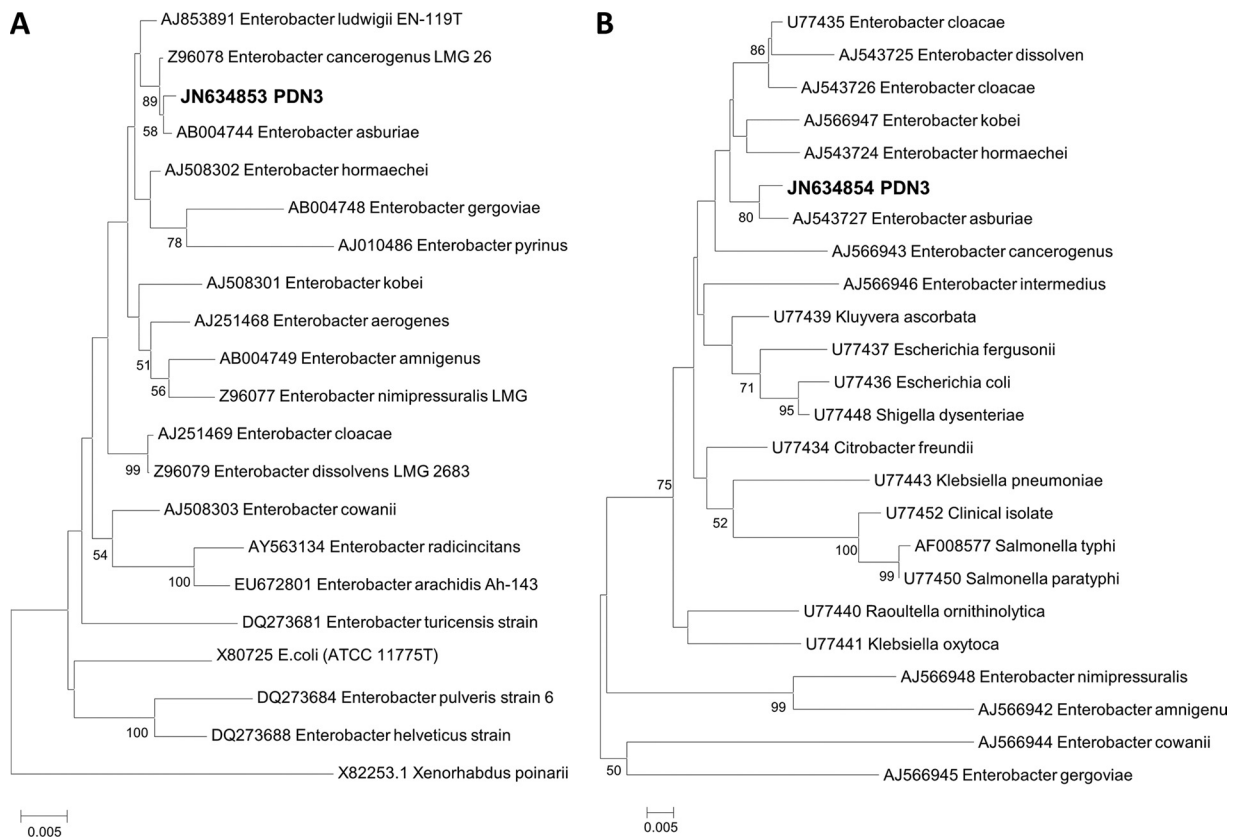 A
AJ853891 Enterobacter ludwigii EN-119T
Z96078 Enterobacter cancerogenus LMG 26
89
JN634853 PDN3
58
AB004744 Enterobacter asburiae
AJ508302 Enterobacter hormaechei
AB004748 Enterobacter gergoviae
78
AJ010486 Enterobacter pyrinus
AJ508301 Enterobacter kobei
AJ251468 Enterobacter aerogenes
51
AB004749 Enterobacter amnigenus
56
Z96077 Enterobacter nimipressuralis LMG
AJ251469 Enterobacter cloacae
99
Z96079 Enterobacter dissolvens LMG 2683
AJ508303 Enterobacter cowanii
54
AY563134 Enterobacter radicincitans
100
EU672801 Enterobacter arachidis Ah-143
DQ273681 Enterobacter turicensis strain
X80725 E.coli (ATCC 11775T)
DQ273684 Enterobacter pulveris strain 6
100
DQ273688 Enterobacter helveticus strain
X82253.1 Xenorhabdus poinarii
0.005
B
U77435 Enterobacter cloacae
86
AJ543725 Enterobacter dissolven
AJ543726 Enterobacter cloacae
AJ566947 Enterobacter kobei
AJ543724 Enterobacter hormaechei
JN634854 PDN3
80
AJ543727 Enterobacter asburiae
AJ566943 Enterobacter cancerogenus
AJ566946 Enterobacter intermedius
U77439 Kluyvera ascorbata
U77437 Escherichia fergusonii
71
U77436 Escherichia coli
95
U77448 Shigella dysenteriae
U77434 Citrobacter freundii
75
U77443 Klebsiella pneumoniae
52
U77452 Clinical isolate
100
AF008577 Salmonella typhi
99
U77450 Salmonella paratyphi
U77440 Raoultella ornithinolytica
U77441 Klebsiella oxytoca
AJ566948 Enterobacter nimipressuralis
99
AJ566942 Enterobacter amnigenu
AJ566944 Enterobacter cowanii
50
AJ566945 Enterobacter gergoviae
0.005